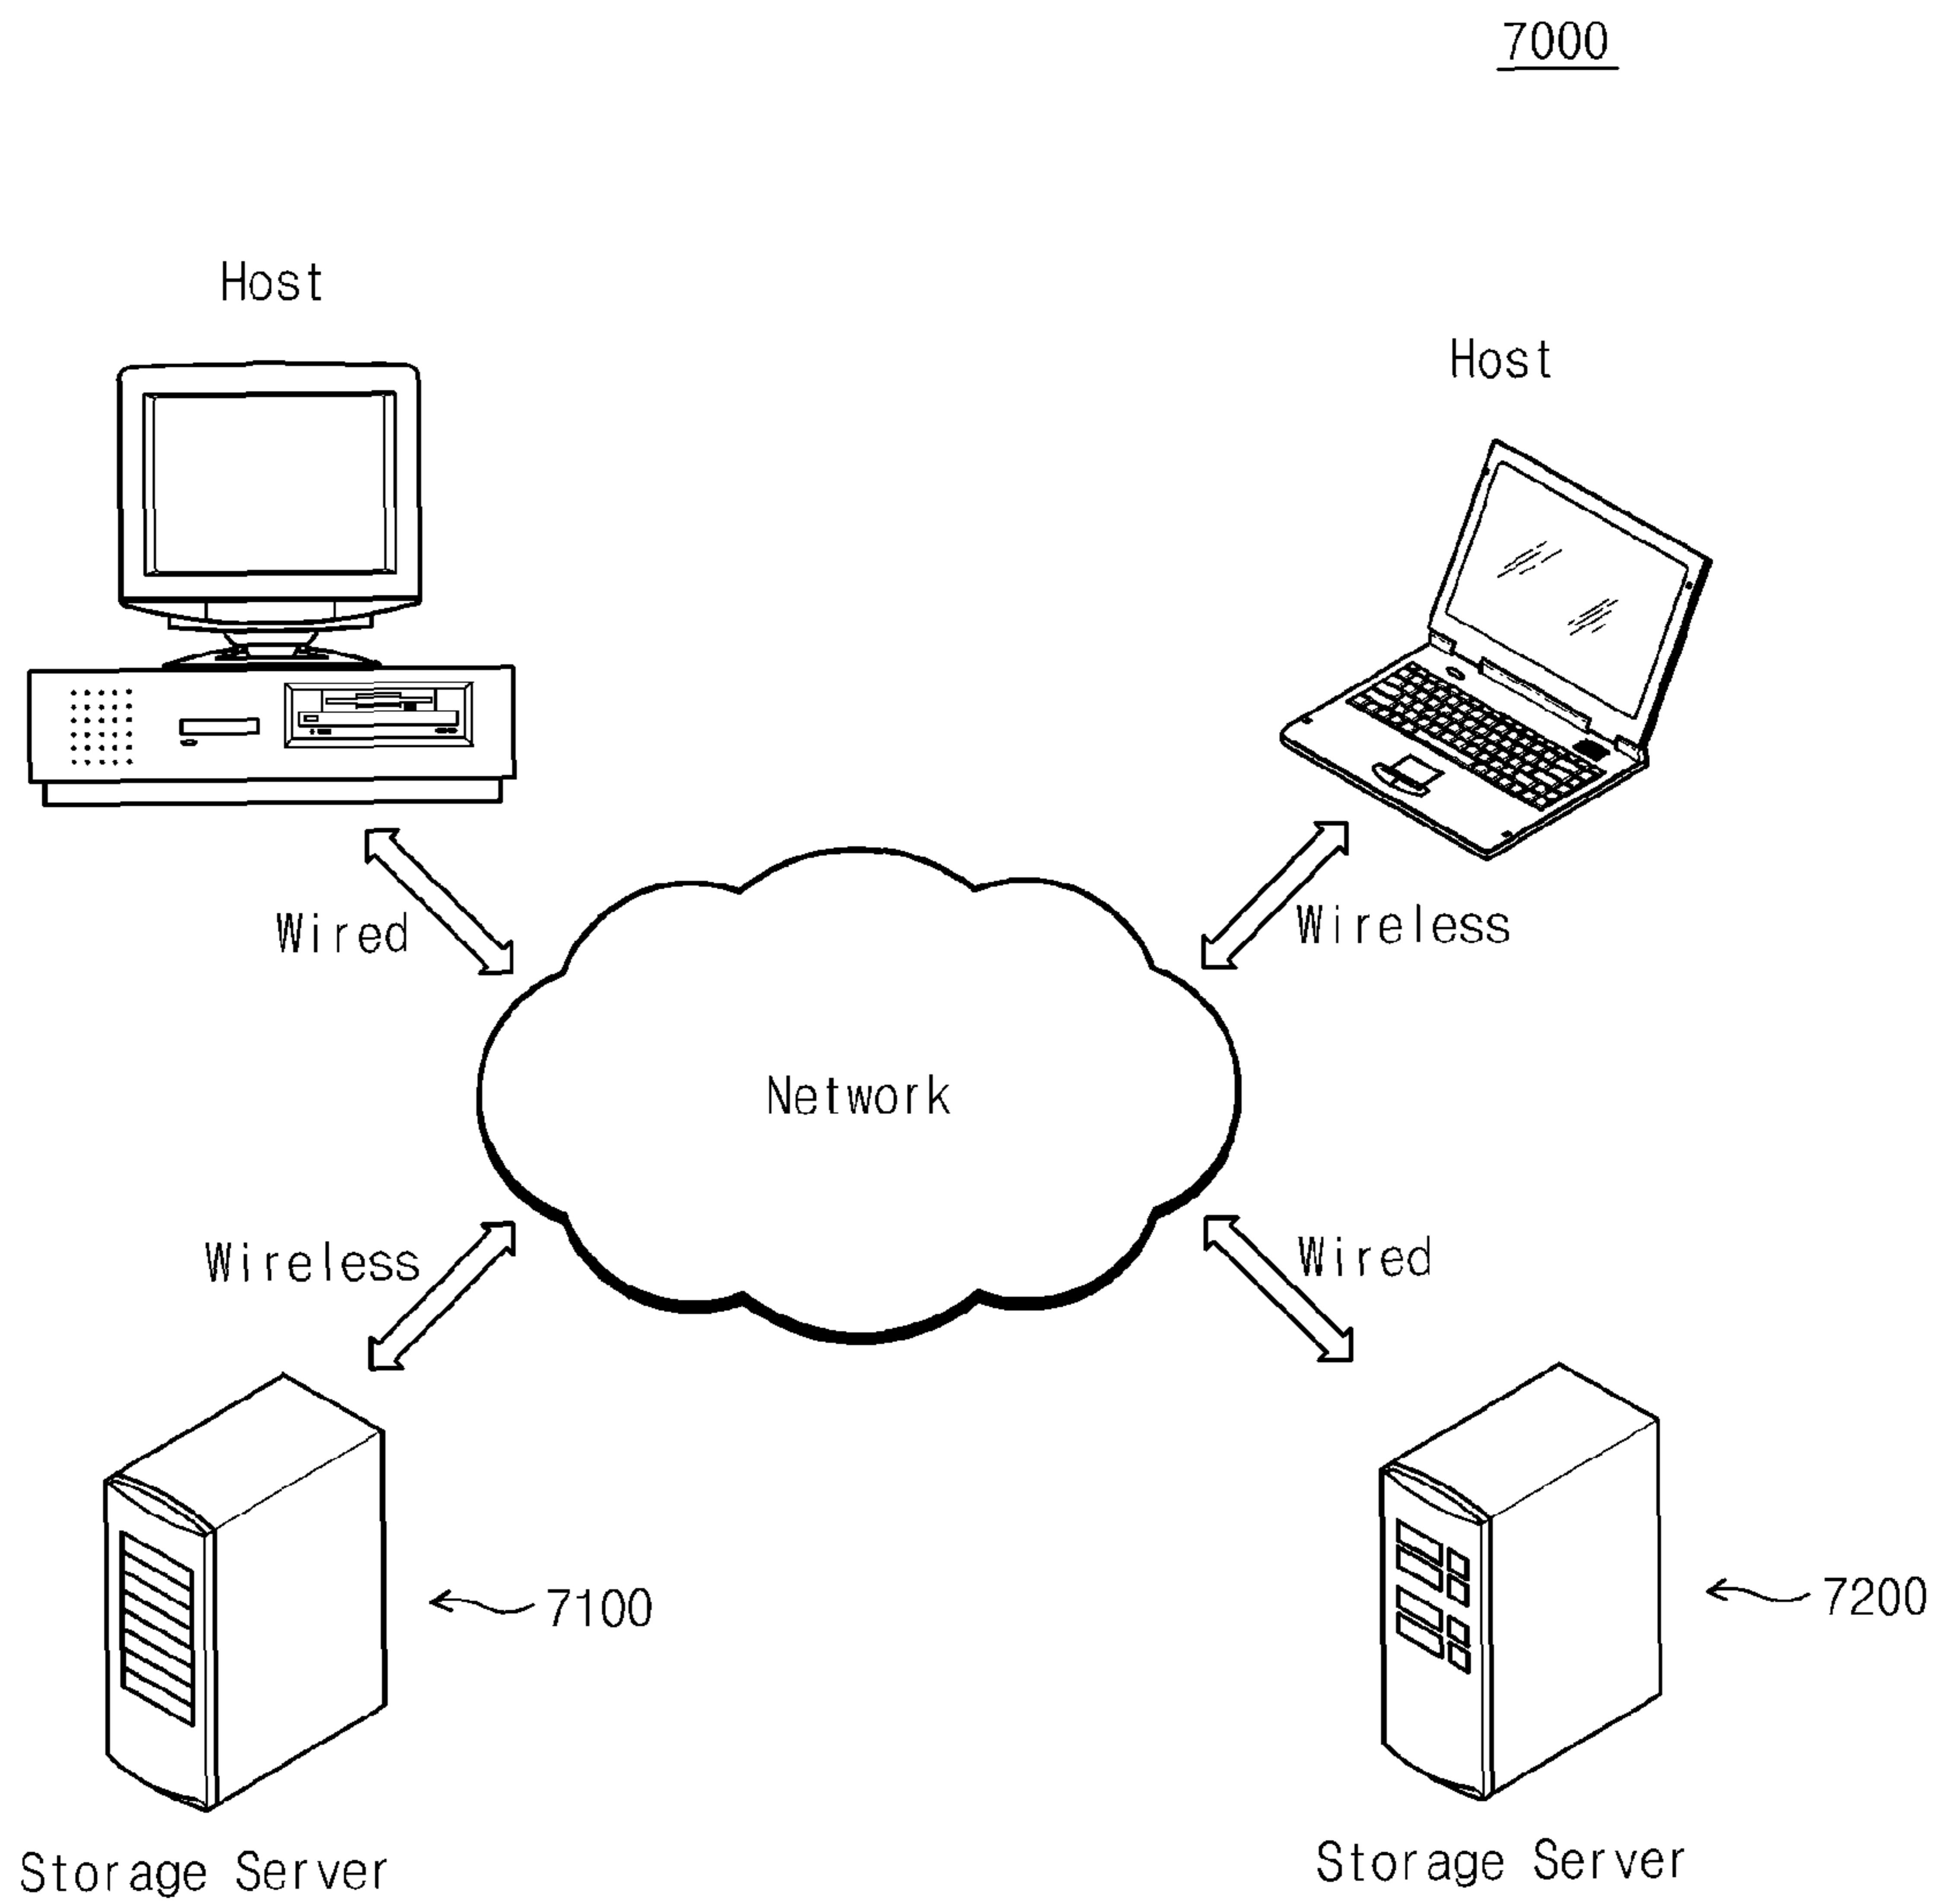 7000
Host
Host
Wired
Wireless
Network
Wireless
Wired
7100
7200
Storage Server
Storage Server